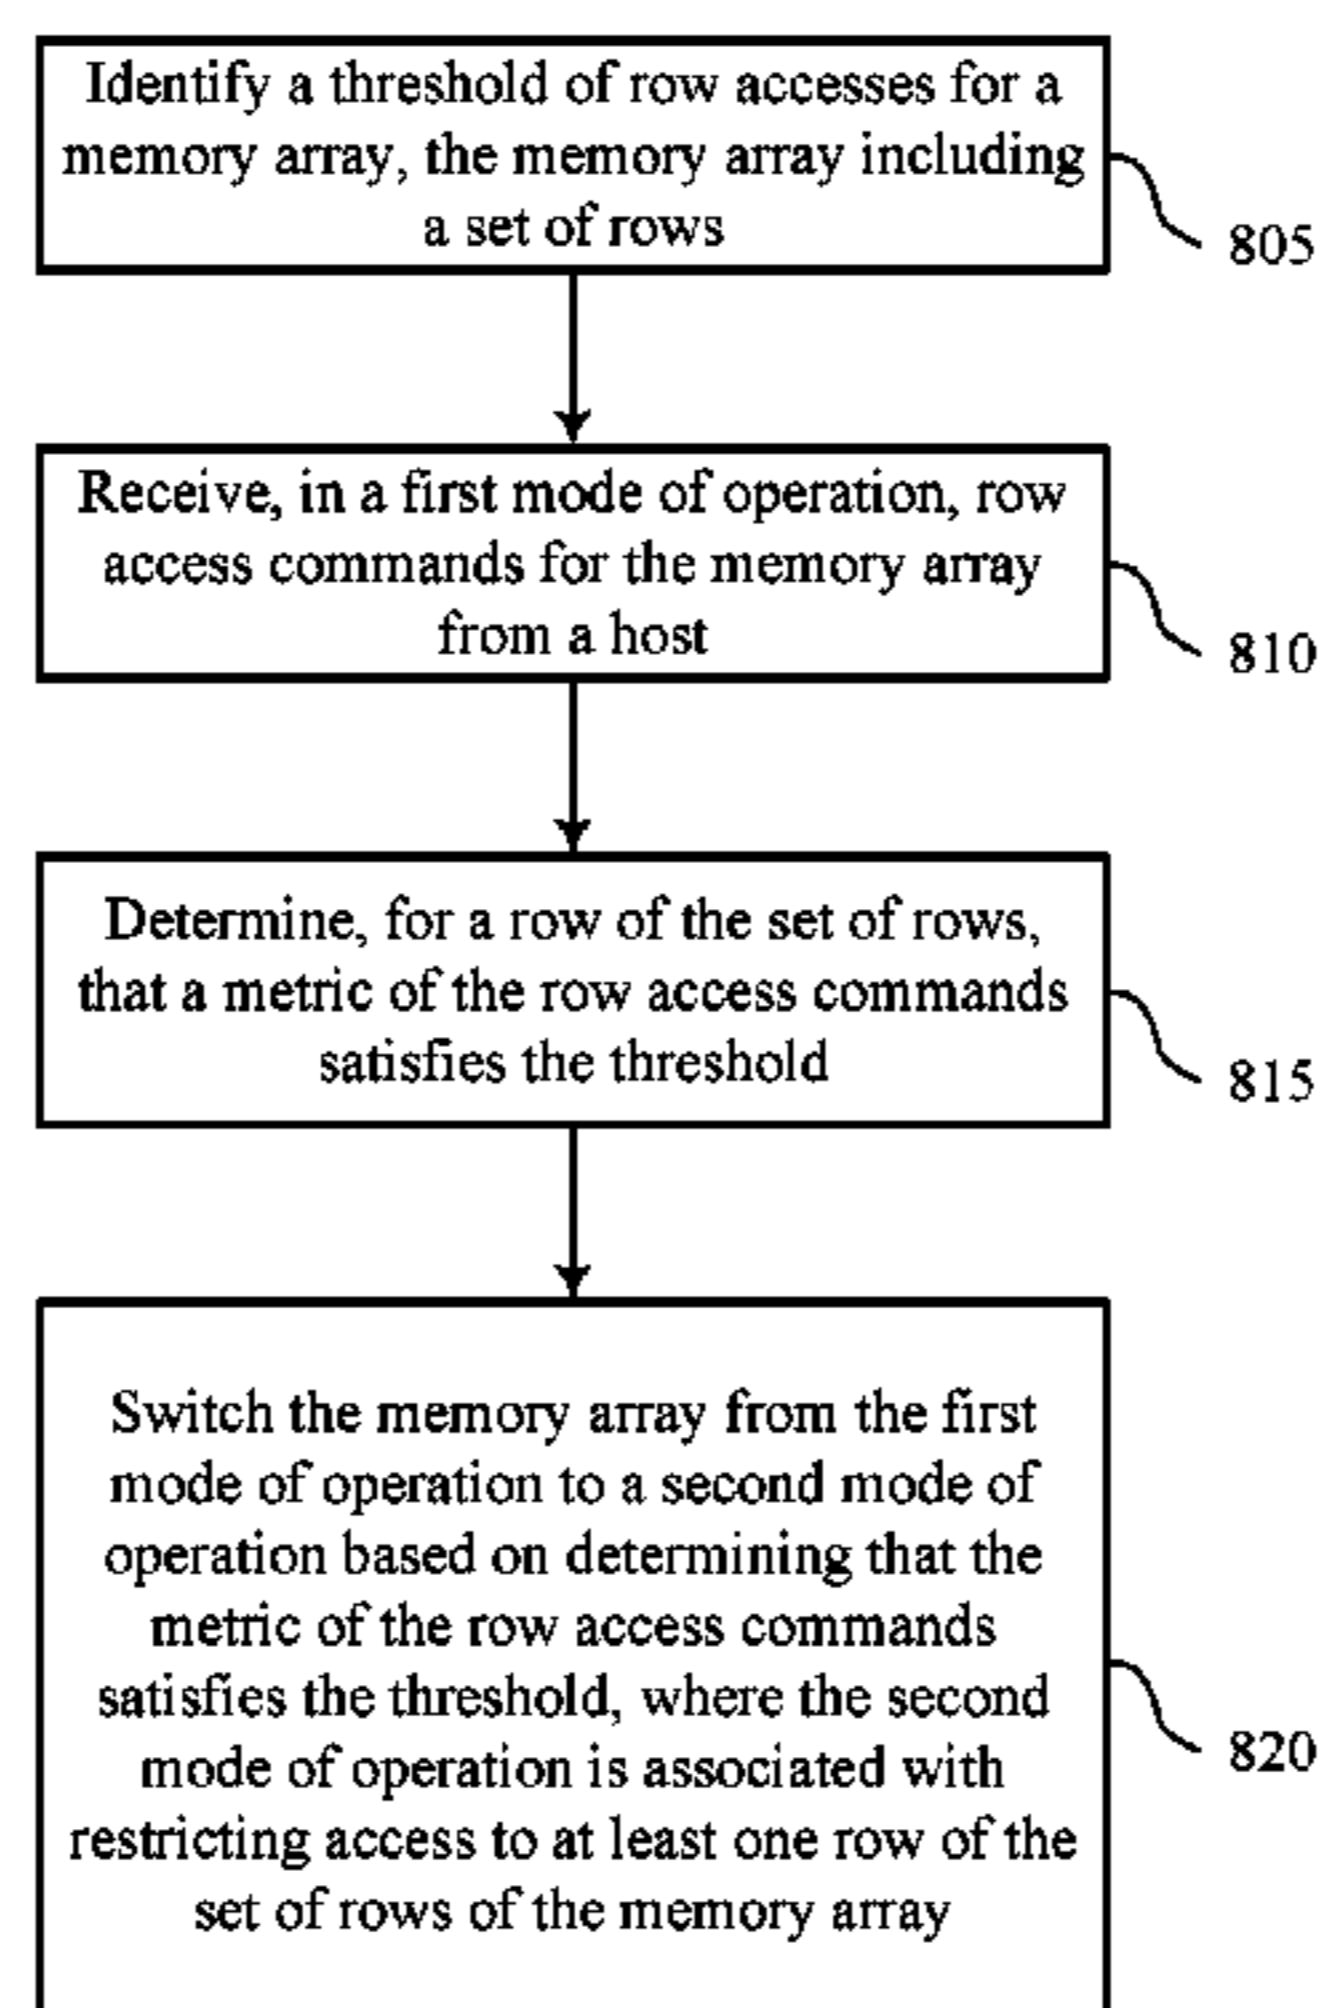 Identify a threshold of row accesses for a
memory array, the memory array including
a set of rows
805
Receive, in a first mode of operation, row
access commands for the memory array
from a host
810
Determine, for a row of the set of rows,
that a metric of the row access commands
satisfies the threshold
815
Switch the memory array from the first
mode of operation to a second mode of
operation based on determining that the
metric of the row access commands
satisfies the threshold, where the second
mode of operation is associated with
restricting access to at least one row of the
set of rows of the memory array
820